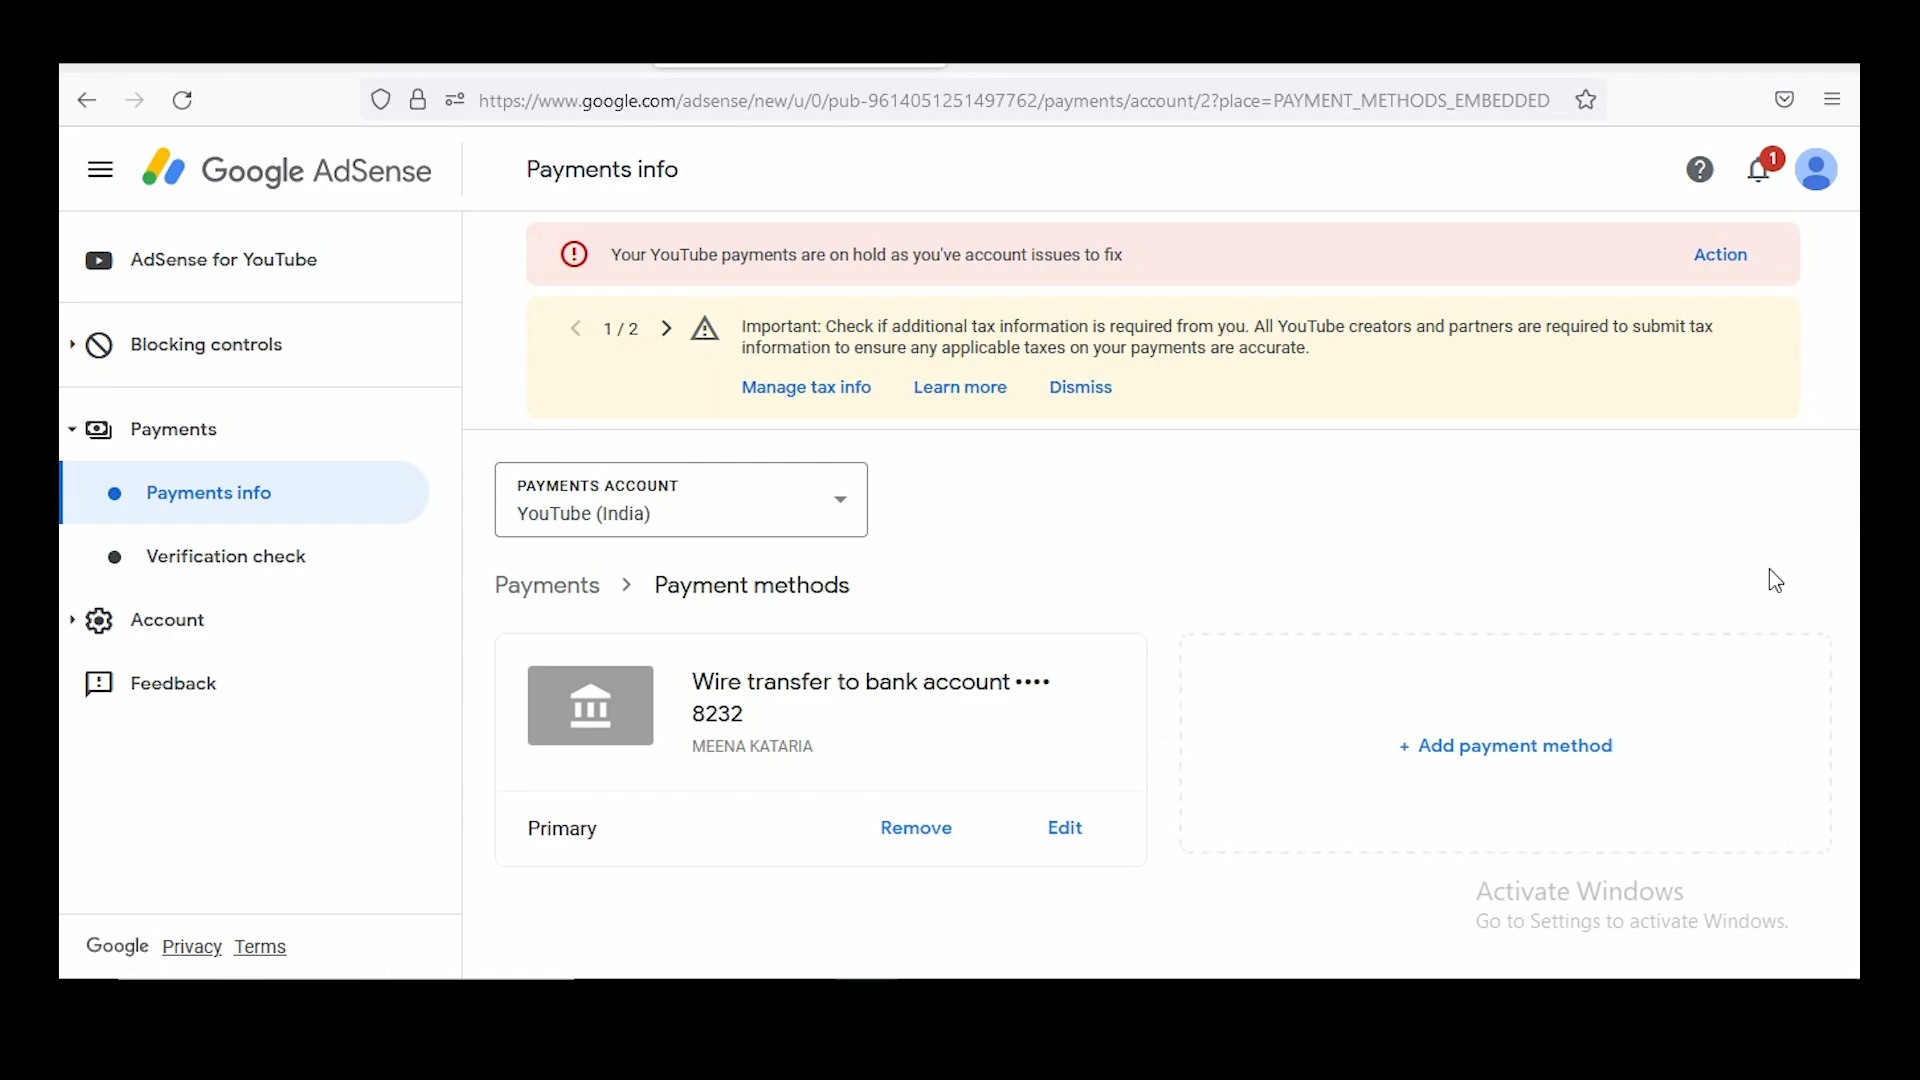 https://www.google.com/adsense/new/u/0/pub-9614051251497762/payments/account/2?place=PAYMENT_METHODS_EMBEDDED
Google AdSense
Payments info
?
1
AdSense for YouTube
Blocking controls
Payments
Payments info
Verification check
Account
Feedback
Google Privacy Terms
Your YouTube payments are on hold as you've account issues to fix
Action
1 / 2
Important: Check if additional tax information is required from you. All YouTube creators and partners are required to submit tax
information to ensure any applicable taxes on your payments are accurate.
Manage tax info Learn more Dismiss
PAYMENTS ACCOUNT
YouTube (India)
Payments > Payment methods
Wire transfer to bank account ••••
8232
MEENA KATARIA
Primary Remove Edit
+ Add payment method
Activate Windows
Go to Settings to activate Windows.